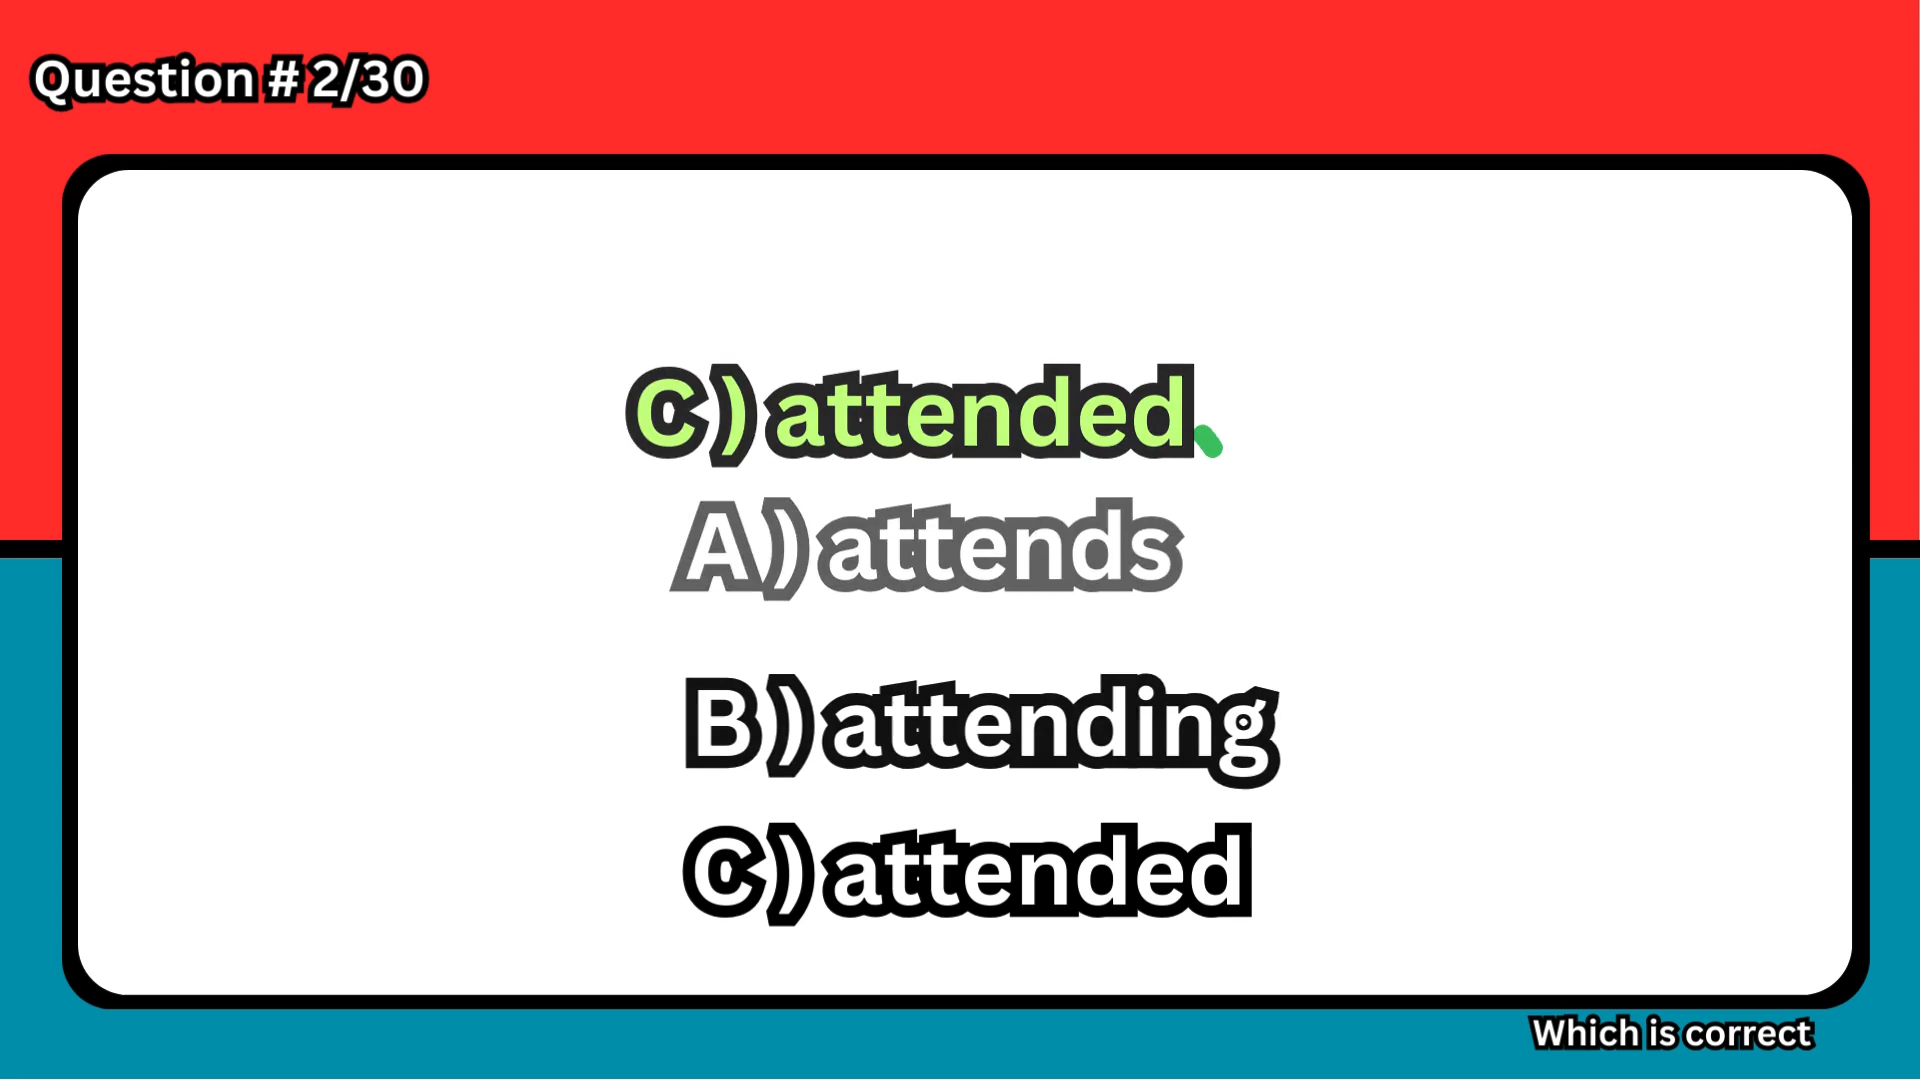 Question # 2/30
C) attended
A) attends
B) attending
C) attended
Which is correct